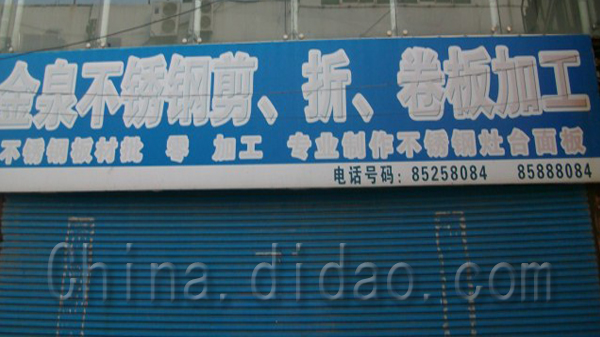 金泉不锈钢剪、折、卷板加工
不锈钢板材批 零 加工 专业制作不锈钢灶台面板
电话号码：85258084 85888084
China.didao.com